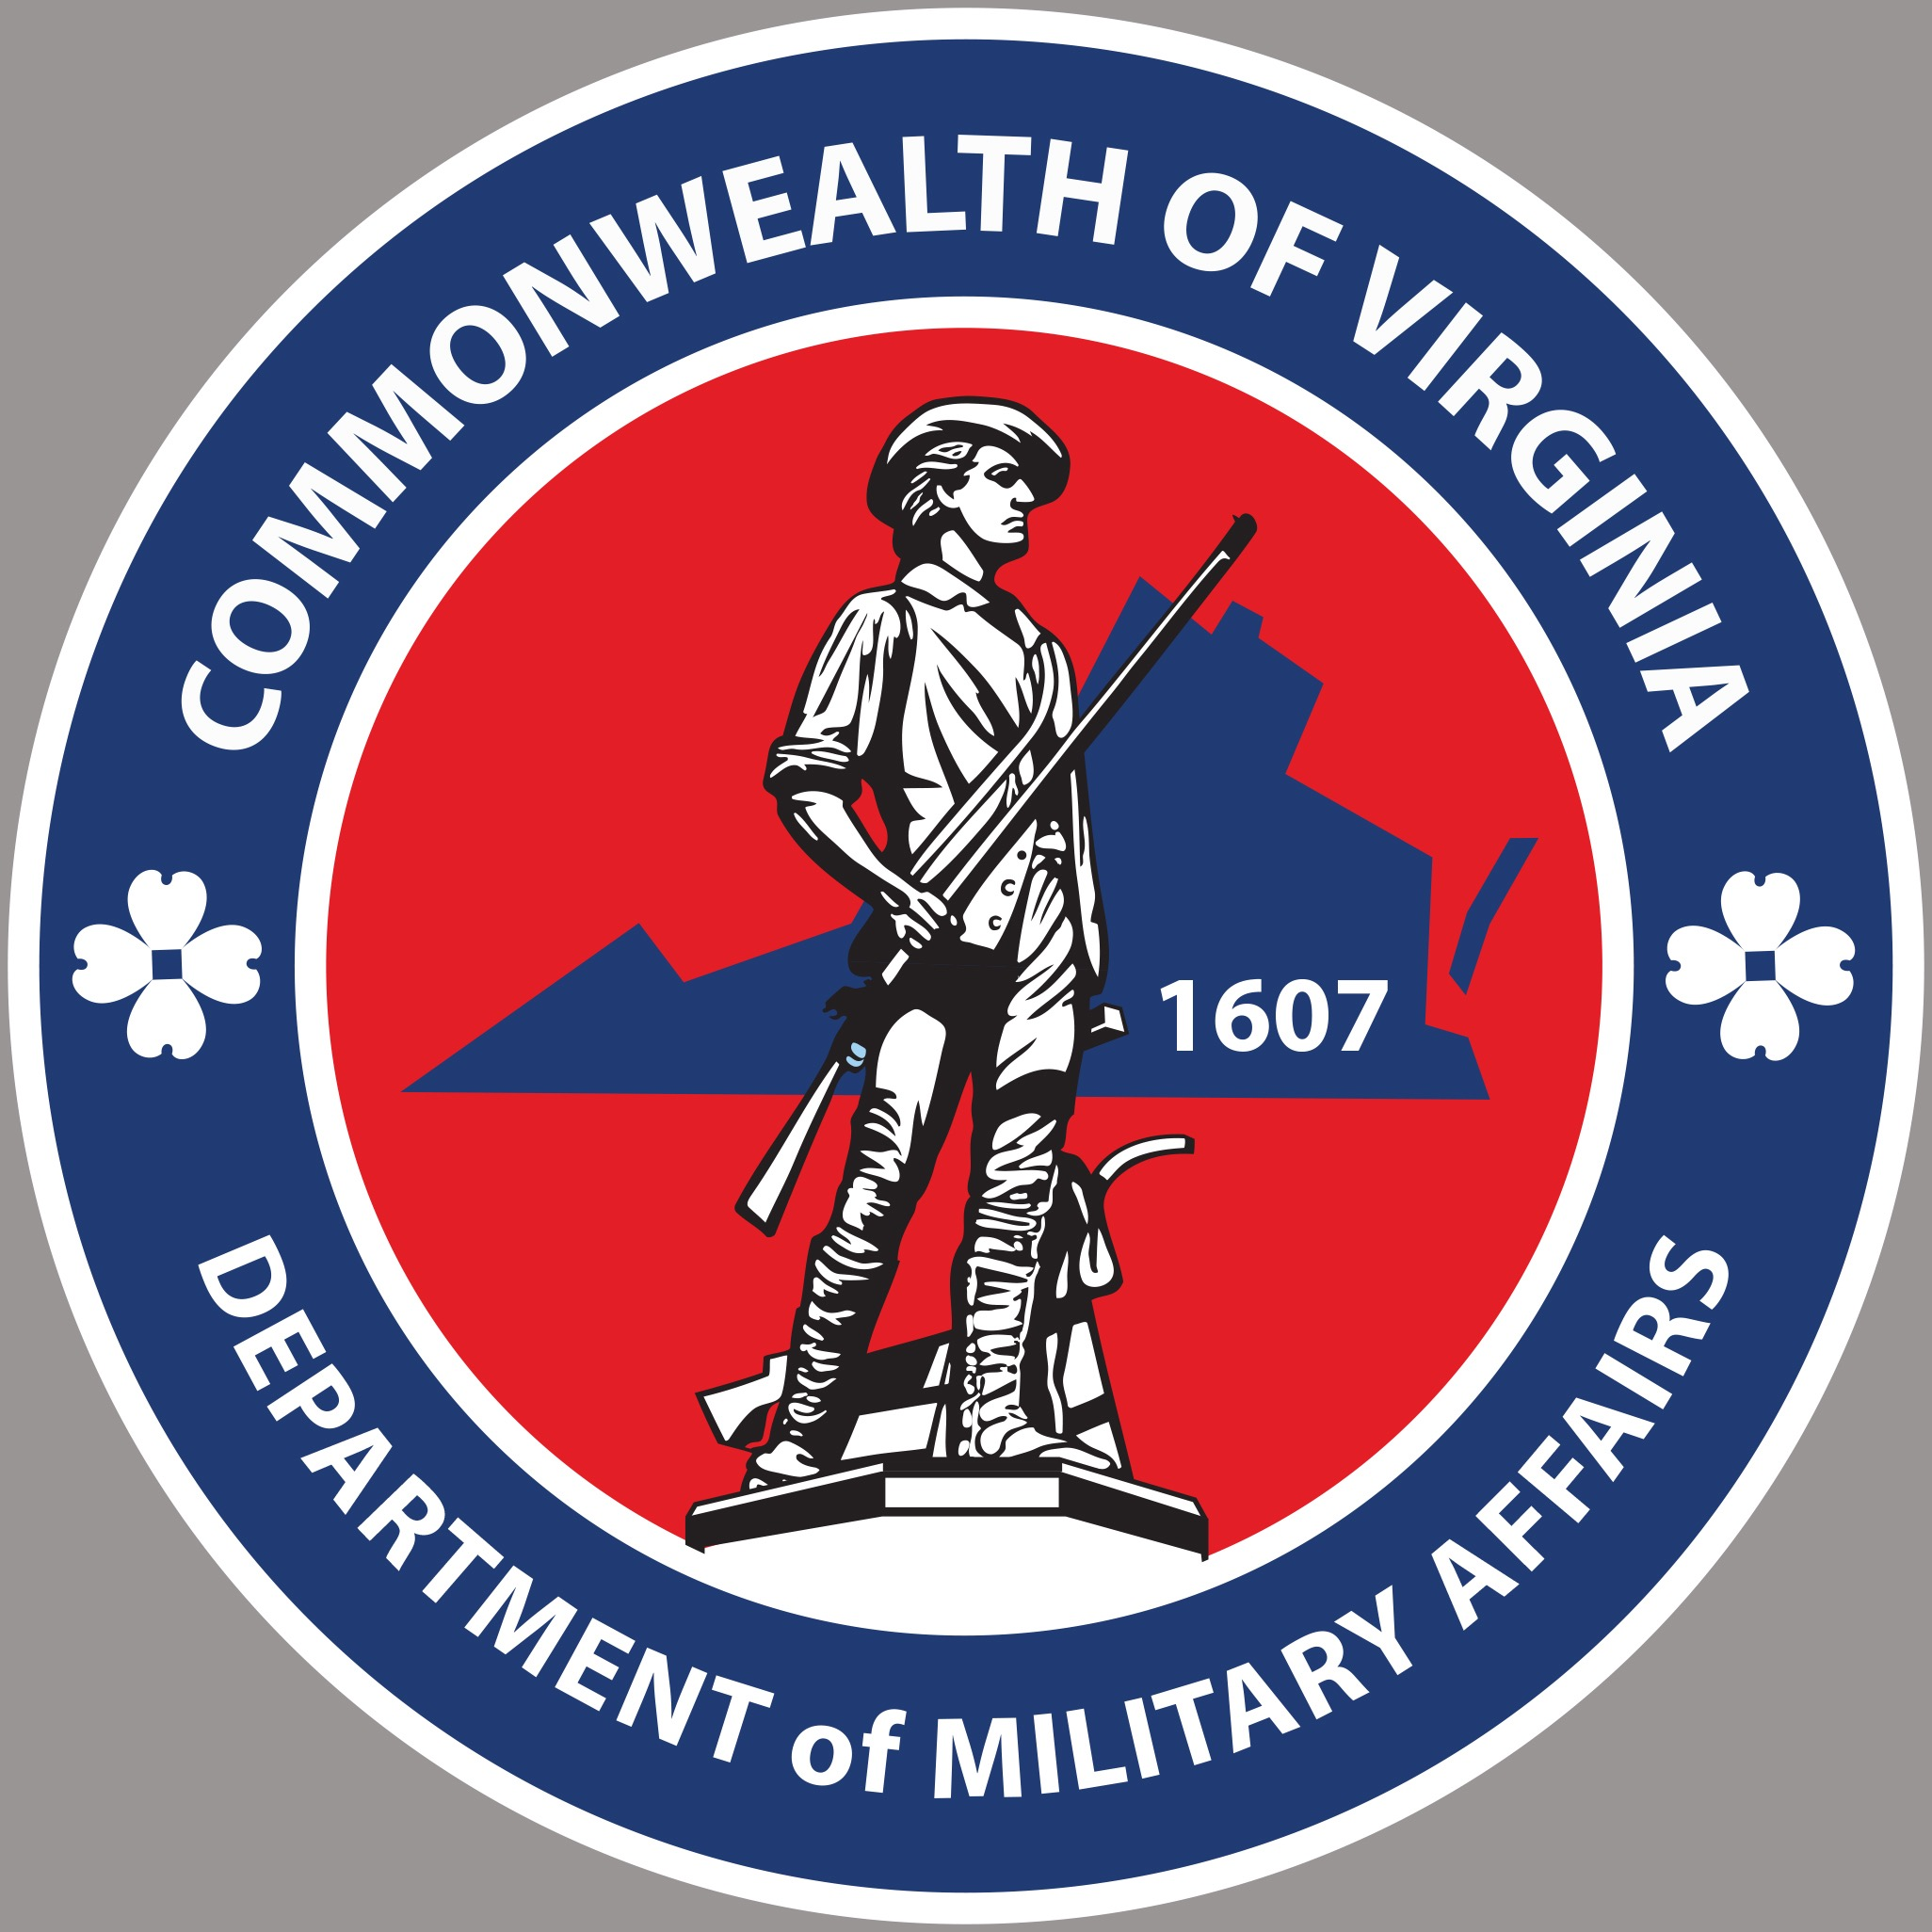 COMMONWEALTH OF VIRGINIA
1607
DEPARTMENT of MILITARY AFFAIRS